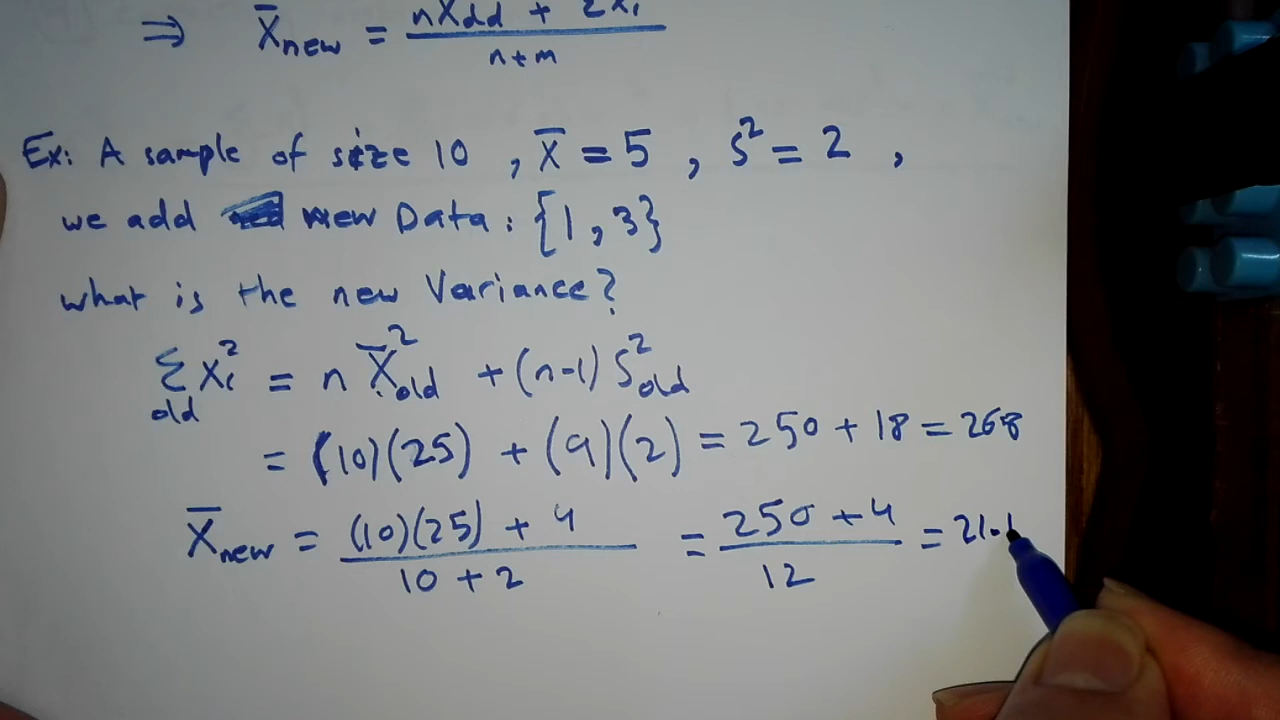 ⇒ X̄new = nX̄old + Σxi / n+m
Ex: A sample of size 10 , X̄ = 5 , S² = 2 ,
we add new Data: {1, 3}
what is the new Variance?
Σold xi² = n X̄²old + (n-1) S²old
= (10)(25) + (9)(2) = 250 + 18 = 268
X̄new = (10)(25) + 4 / 10 + 2 = 250 + 4 / 12 = 21.1